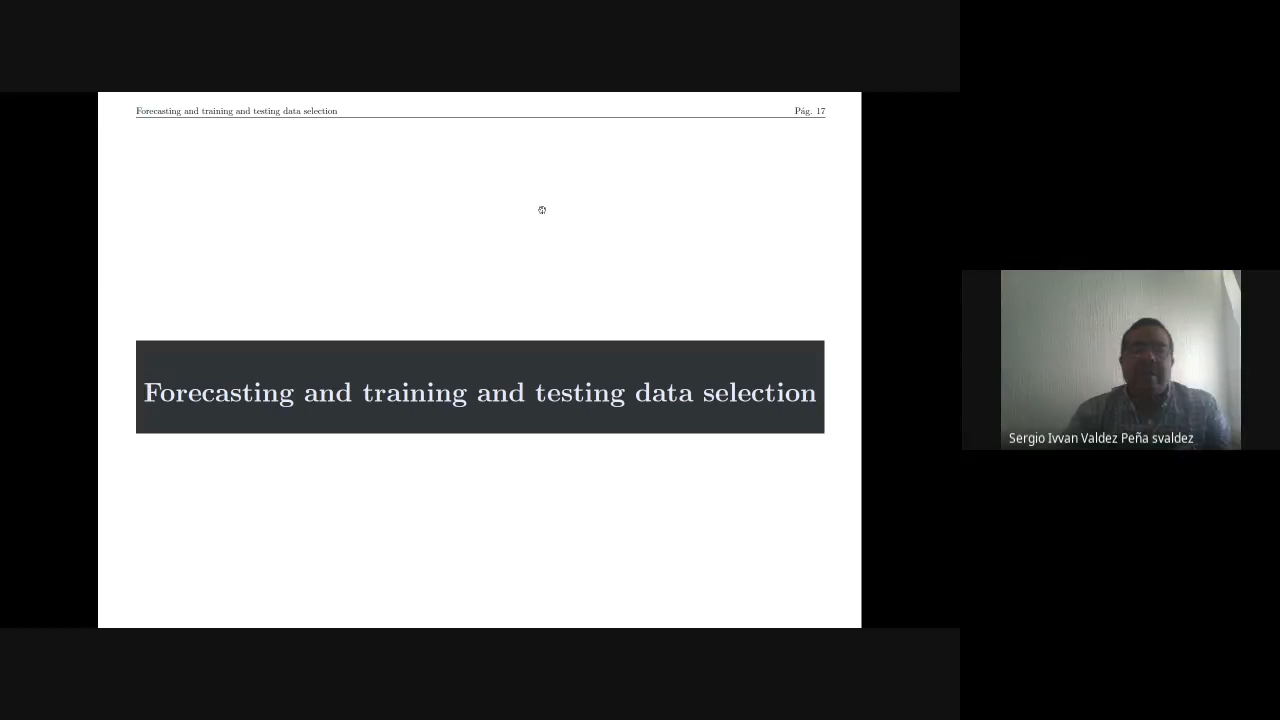 Forecasting and training and testing data selection
Pág. 17
Forecasting and training and testing data selection
Sergio Ivvan Valdez Peña svaldez